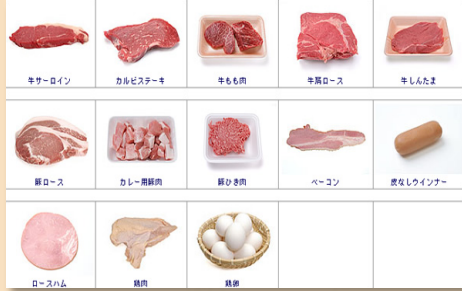 牛サーロイン
カルビステーキ
牛もも肉
牛肩ロース
牛しんたま
豚ロース
カレー用豚肉
豚ひき肉
ベーコン
皮なしウインナー
ロースハム
鶏肉
鶏卵